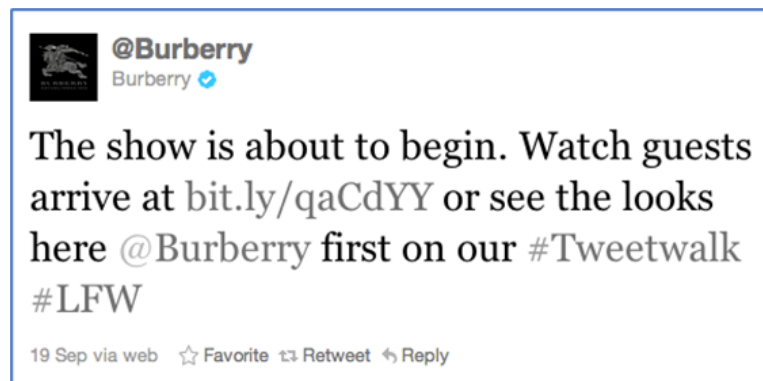 @Burberry
Burberry
The show is about to begin. Watch guests
arrive at bit.ly/qaCdYY or see the looks
here @Burberry first on our #Tweetwalk
#LFW
19 Sep via web Favorite Retweet Reply